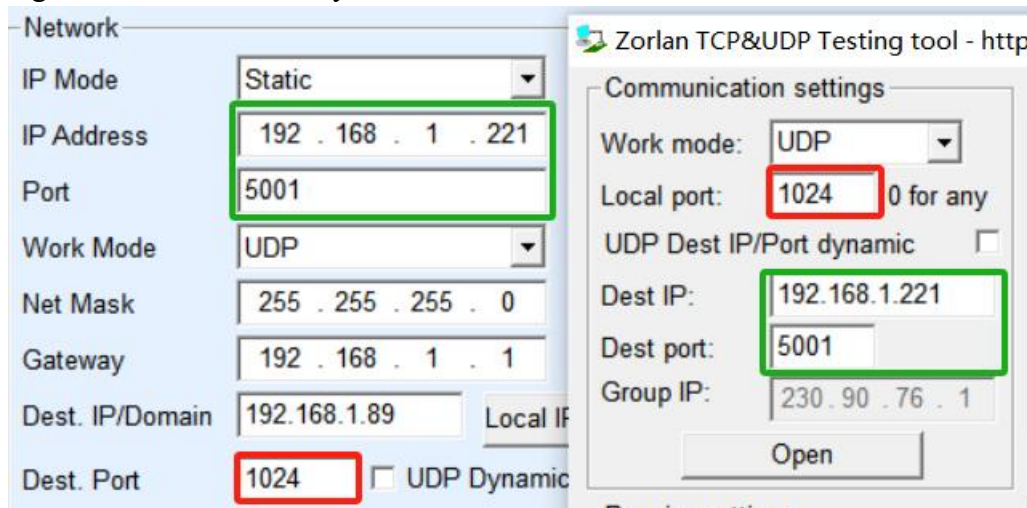 Network
IP Mode
Static
IP Address
192 . 168 . 1 . 221
Port
5001
Work Mode
UDP
Net Mask
255 . 255 . 255 . 0
Gateway
192 . 168 . 1 . 1
Dest. IP/Domain
192.168.1.89
Local
Dest. Port
1024
UDP Dynamic
Zorlan TCP&UDP Testing tool - http
Communication settings
Work mode:
UDP
Local port:
1024
0 for any
UDP Dest IP/Port dynamic
Dest IP:
192.168.1.221
Dest port:
5001
Group IP:
230 . 90 . 76 . 1
Open